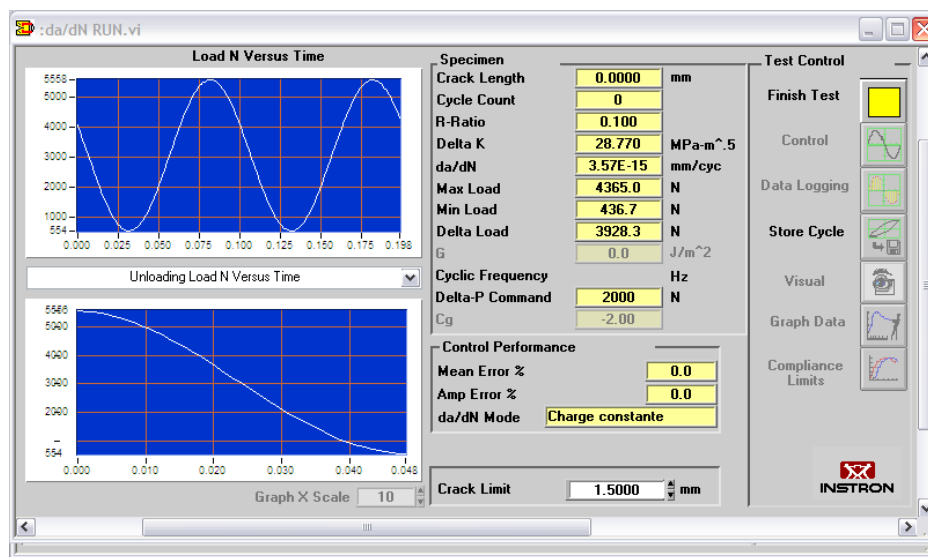 :da/dN RUN.vi
Load N Versus Time
5558
5000
4000
3000
2000
1000
554
0.000 0.025 0.050 0.075 0.100 0.125 0.150 0.175 0.198
Unloading Load N Versus Time
4000
554
0.000 0.010 0.020 0.030 0.040 0.048
Graph X Scale 10
Specimen
Crack Length 0.0000 mm
Cycle Count 0
R-Ratio 0.100
Delta K 28.770 MPa-m^.5
da/dN 3.57E-15 mm/cyc
Max Load 4365.0 N
Min Load 436.7 N
Delta Load 3928.3 N
G 0.0 J/m^2
Cyclic Frequency Hz
Delta-P Command 2000 N
Cg -2.00
Control Performance
Mean Error % 0.0
Amp Error % 0.0
da/dN Mode Charge constante
Crack Limit 1.5000 mm
Test Control
Finish Test
Control
Data Logging
Store Cycle
Visual
Graph Data
Compliance
Limits
INSTRON